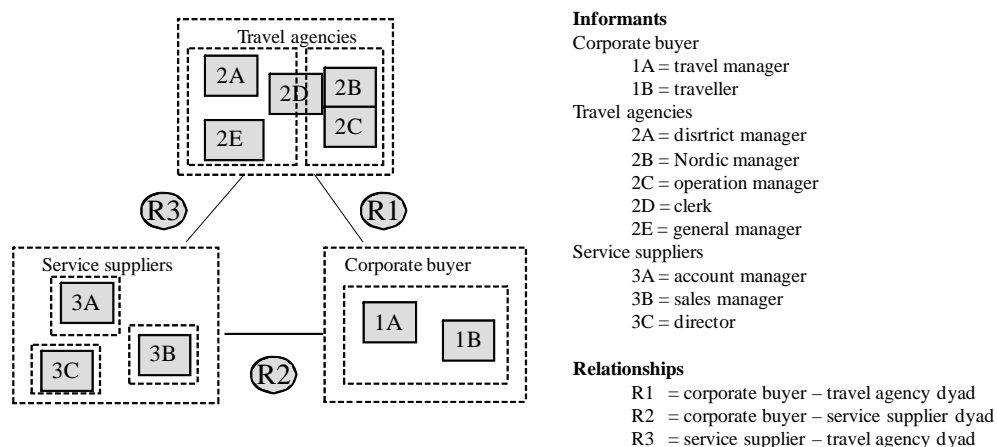 Travel agencies
2A
2D
2B
2C
2E
R3
R1
Service suppliers
3A
3B
3C
Corporate buyer
1A
1B
R2
Informants
Corporate buyer
1A = travel manager
1B = traveller
Travel agencies
2A = disrtrict manager
2B = Nordic manager
2C = operation manager
2D = clerk
2E = general manager
Service suppliers
3A = account manager
3B = sales manager
3C = director
Relationships
R1 = corporate buyer – travel agency dyad
R2 = corporate buyer – service supplier dyad
R3 = service supplier – travel agency dyad